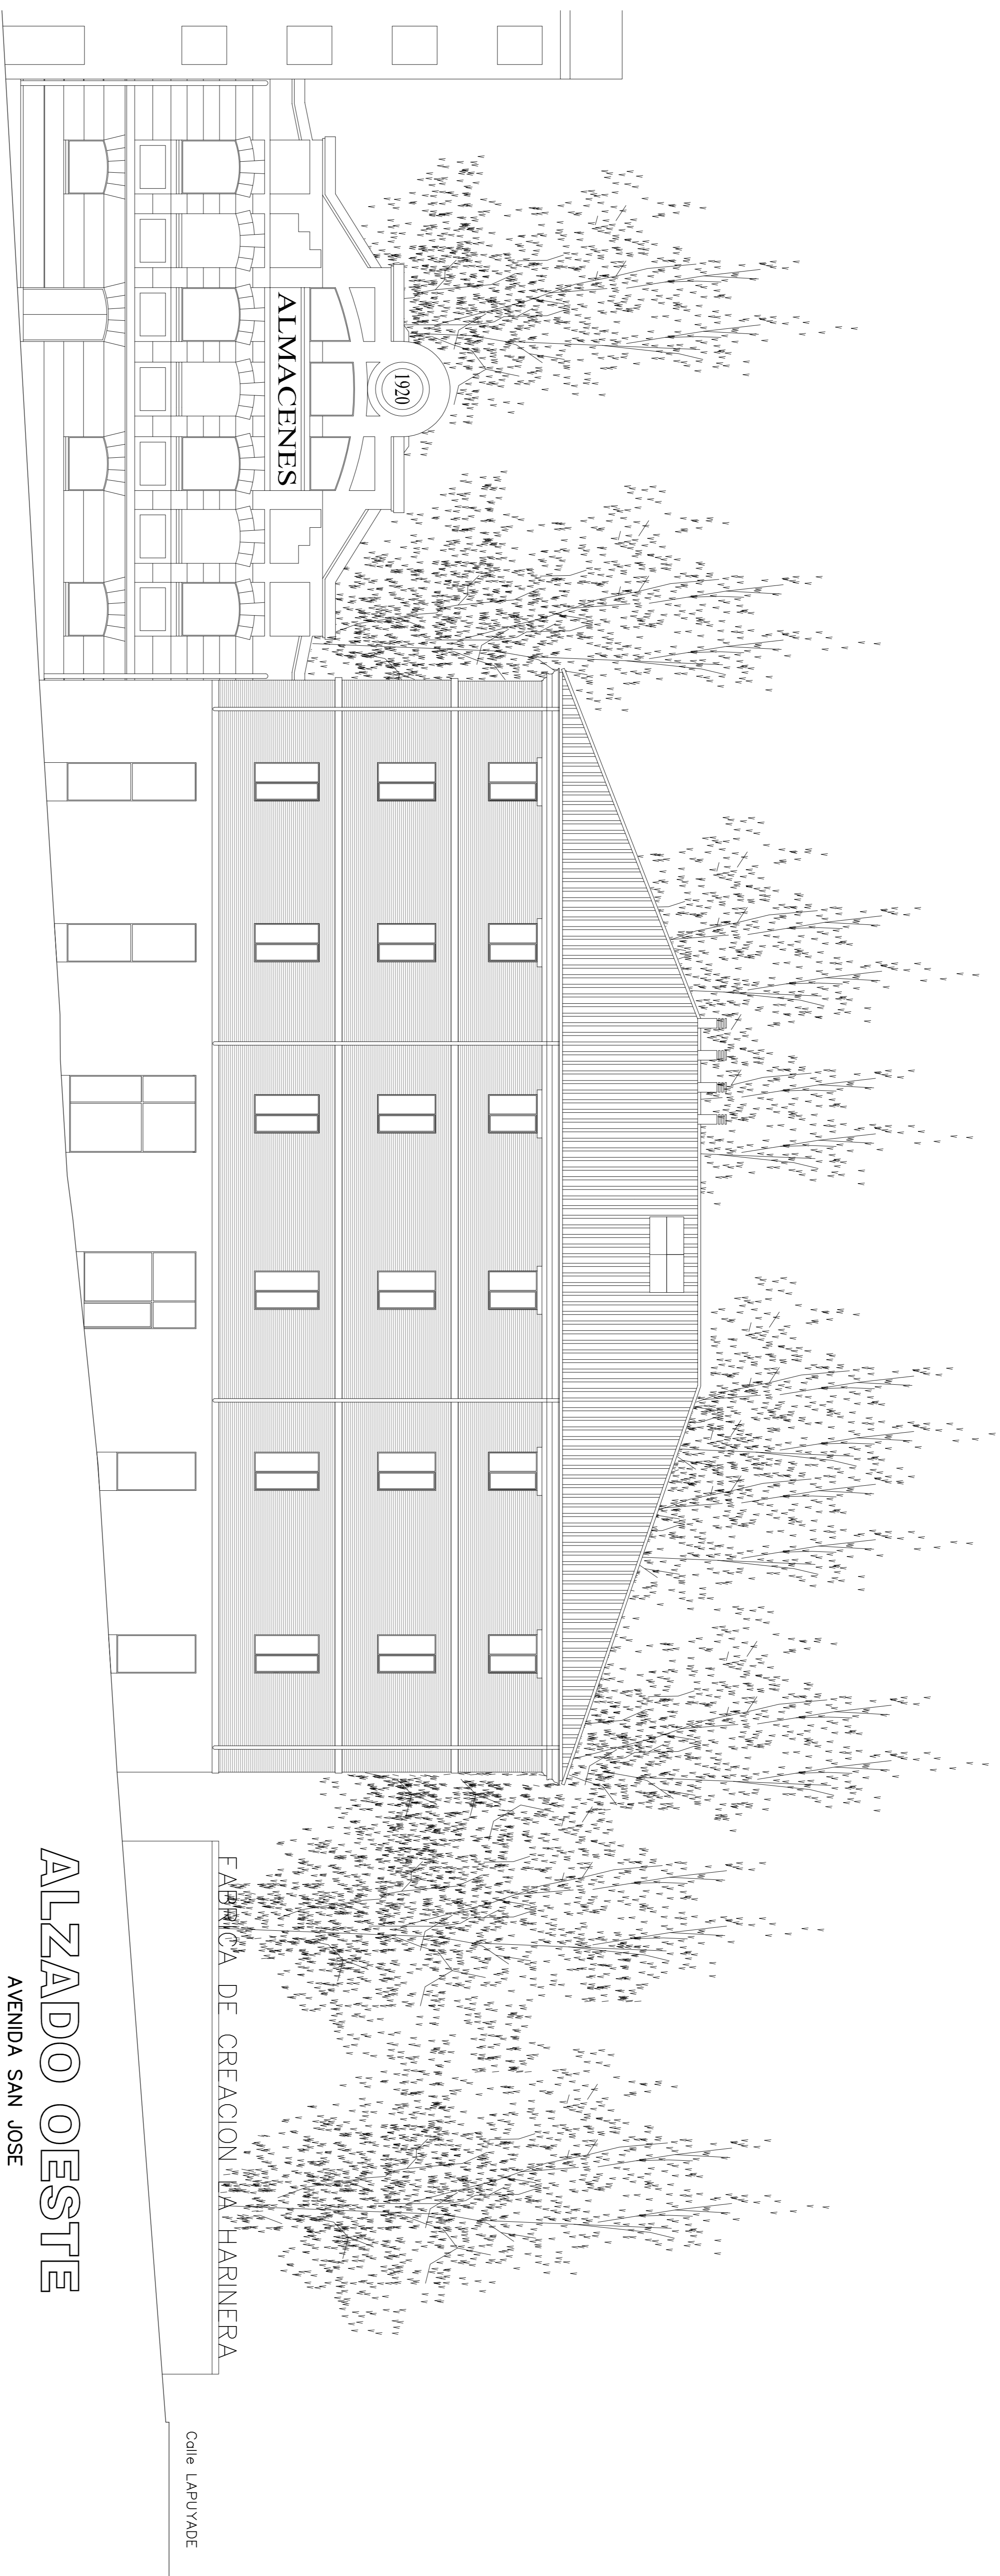 ALMACENES
1920
FABRICA DE CREACION LA HARINERA
Calle LAPUYADE
ALZADO OESTE
AVENIDA SAN JOSE